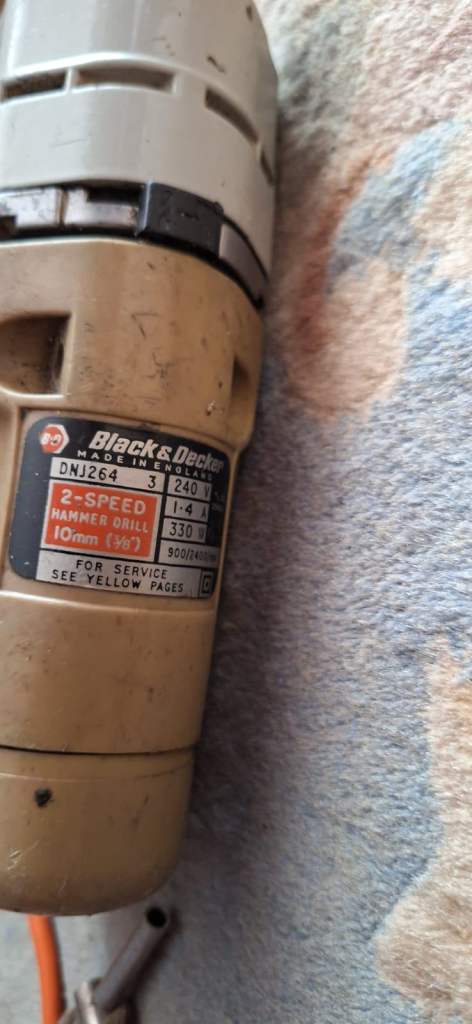 B&D
Black & Decker
MADE IN ENGLAND
DNJ264 3
240 V
2-SPEED
HAMMER DRILL
10mm (3/8")
1·4 A
330 W
900/2400
FOR SERVICE
SEE YELLOW PAGES